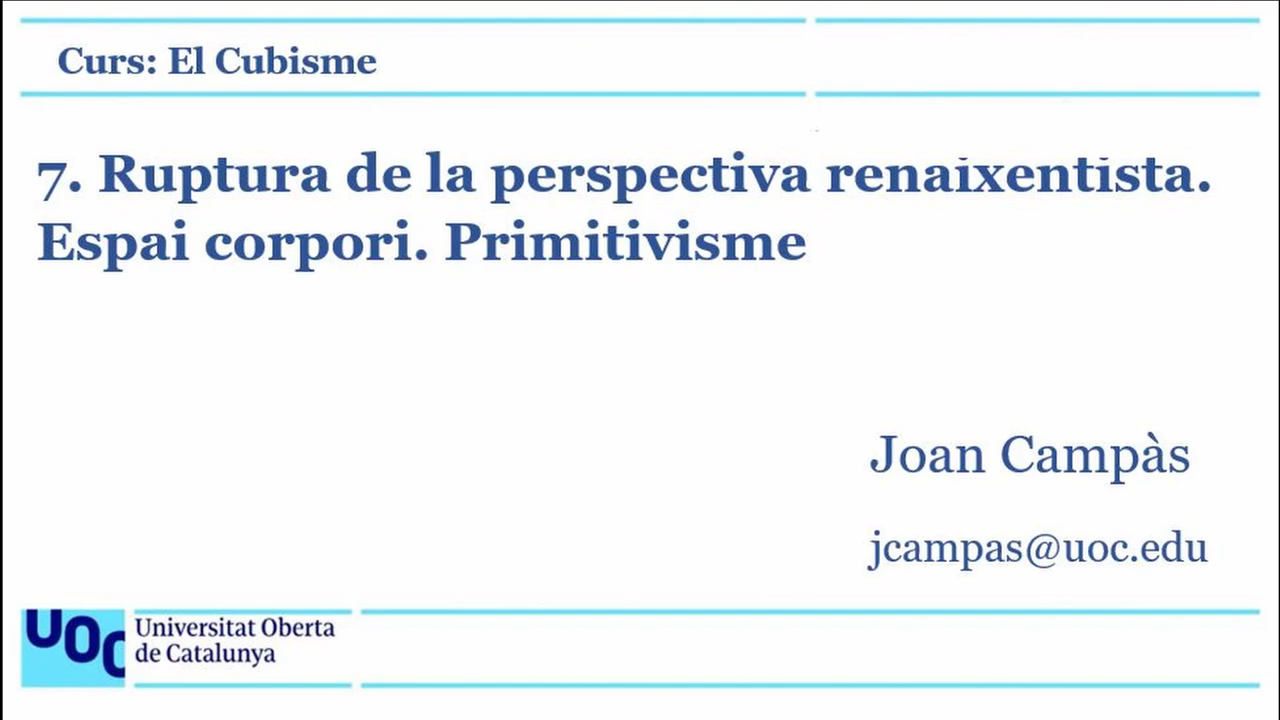 Curs: El Cubisme
7. Ruptura de la perspectiva renaixentista.
Espai corpori. Primitivisme
Joan Campàs
jcampas@uoc.edu
UOC
Universitat Oberta
de Catalunya